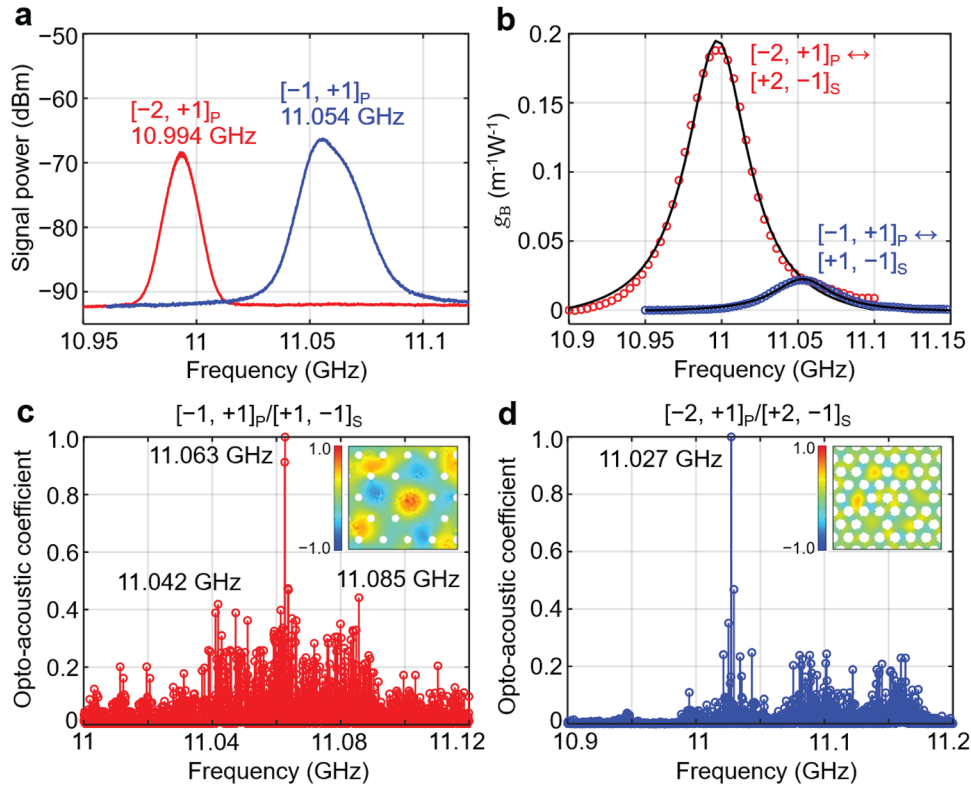 a
−50
−60
−70
−80
−90
Signal power (dBm)
[−2, +1]P
10.994 GHz
[−1, +1]P
11.054 GHz
10.95
11
11.05
11.1
Frequency (GHz)
b
0.2
0.15
0.1
0.05
0
gB (m-1W-1)
[−2, +1]P ↔
[+2, −1]S
[−1, +1]P ↔
[+1, −1]S
10.9
10.95
11
11.05
11.1
11.15
Frequency (GHz)
c
[−1, +1]P/[+1, −1]S
1.0
0.8
0.6
0.4
0.2
0
Opto-acoustic coefficient
11.063 GHz
11.042 GHz
11.085 GHz
1.0
−1.0
11
11.04
11.08
11.12
Frequency (GHz)
d
[−2, +1]P/[+2, −1]S
1.0
0.8
0.6
0.4
0.2
0
Opto-acoustic coefficient
11.027 GHz
1.0
−1.0
10.9
11
11.1
11.2
Frequency (GHz)